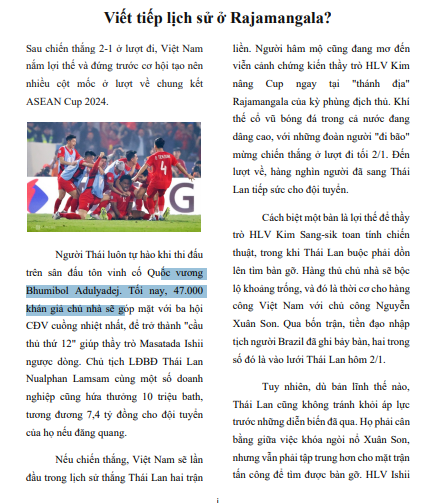 Viết tiếp lịch sử ở Rajamangala?
Sau chiến thắng 2-1 ở lượt đi, Việt Nam
nắm lợi thế và đứng trước cơ hội tạo nên
nhiều cột mốc ở lượt về chung kết
ASEAN Cup 2024.
Người Thái luôn tự hào khi thi đấu
trên sân đấu tôn vinh cố Quốc vương
Bhumibol Adulyadej. Tối nay, 47.000
khán giả chủ nhà sẽ góp mặt với ba hội
CĐV cuồng nhiệt nhất, để trở thành "cầu
thủ thứ 12" giúp thầy trò Masatada Ishii
ngược dòng. Chủ tịch LĐBĐ Thái Lan
Nualphan Lamsam cùng một số doanh
nghiệp cũng hứa thưởng 10 triệu bath,
tương đương 7,4 tỷ đồng cho đội tuyển
của họ nếu đăng quang.
Nếu chiến thắng, Việt Nam sẽ lần
đầu trong lịch sử thắng Thái Lan hai trận
liền. Người hâm mộ cũng đang mơ đến
viễn cảnh chứng kiến thầy trò HLV Kim
nâng Cup ngay tại "thánh địa"
Rajamangala của kỳ phùng địch thủ. Khí
thế cổ vũ bóng đá trong cả nước đang
dâng cao, với những đoàn người "đi bão"
mừng chiến thắng ở lượt đi tối 2/1. Đến
lượt về, hàng nghìn người đã sang Thái
Lan tiếp sức cho đội tuyển.
Cách biệt một bàn là lợi thế để thầy
trò HLV Kim Sang-sik toan tính chiến
thuật, trong khi Thái Lan buộc phải dồn
lên tìm bàn gỡ. Hàng thủ chủ nhà sẽ bộc
lộ khoảng trống, và đó là thời cơ cho hàng
công Việt Nam với chủ công Nguyễn
Xuân Son. Qua bốn trận, tiền đạo nhập
tịch người Brazil đã ghi bảy bàn, hai trong
số đó là vào lưới Thái Lan hôm 2/1.
Tuy nhiên, dù bản lĩnh thế nào,
Thái Lan cũng không tránh khỏi áp lực
trước những diễn biến đã qua. Họ phải cân
bằng giữa việc khóa ngòi nổ Xuân Son,
nhưng vẫn phải tập trung hơn cho mặt trận
tấn công để tìm được bàn gỡ. HLV Ishii
i